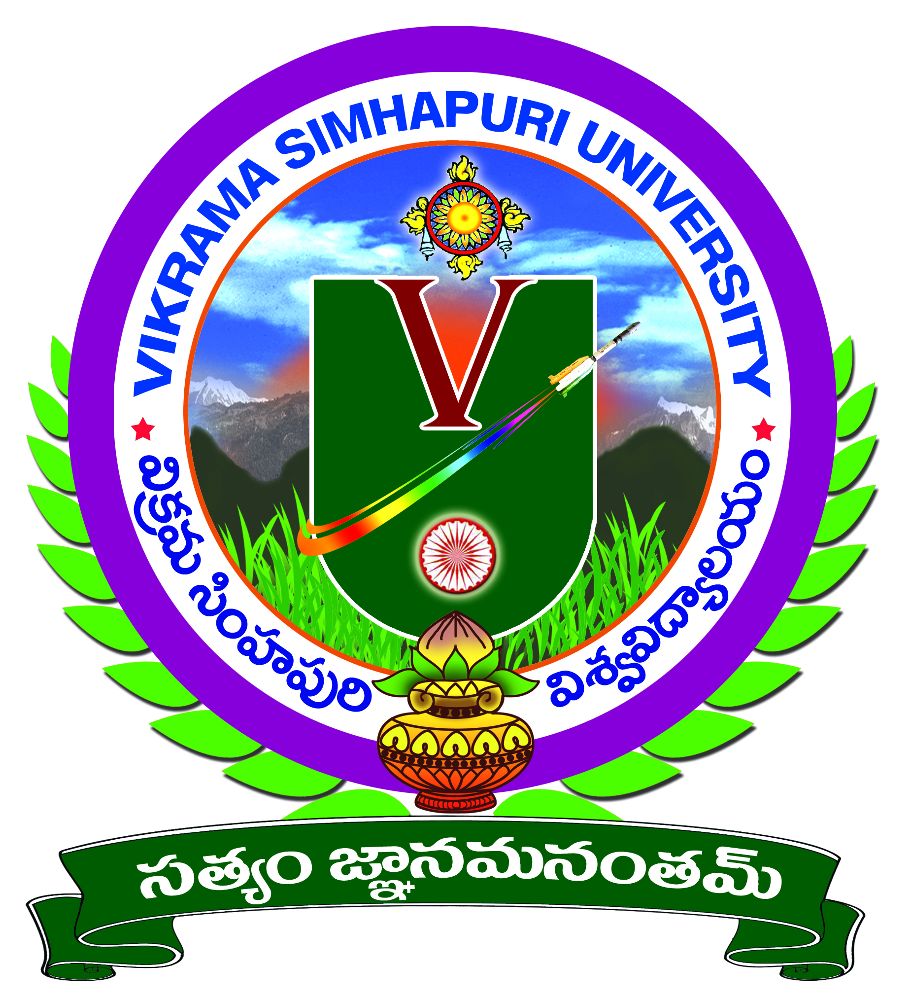 VIKRAMA SIMHAPURI UNIVERSITY
విక్రమ సింహపురి విశ్వవిద్యాలయం
V
సత్యం జ్ఞానమనంతమ్